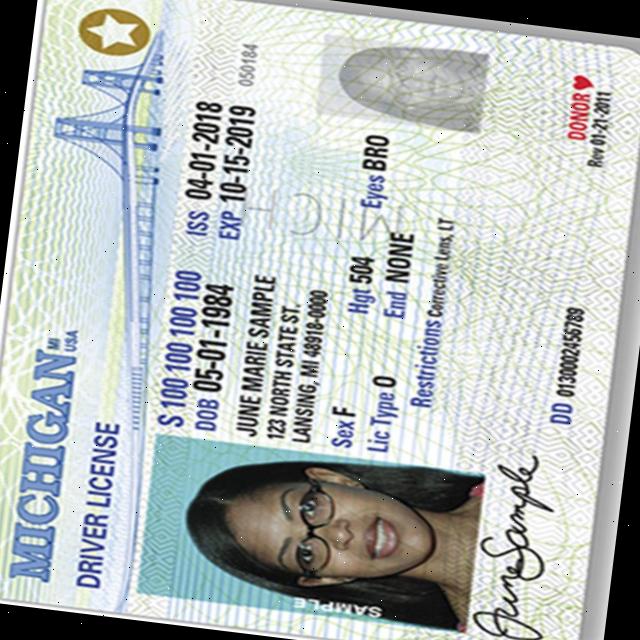 MICHIGAN MI USA
DRIVER LICENSE
S 100 100 100 100
ISS 04-01-2018
DOB 05-01-1984
EXP 10-15-2019
050184
JUNE MARIE SAMPLE
123 NORTH STATE ST
LANSING, MI 48918-0000
Sex F
Hgt 504
Eyes BRO
Lic Type O
End NONE
Restrictions Corrective Lens, LT
DONOR
Rev 01-21-2011
DD 0130002456789
June Sample
SAMPLE
MICH